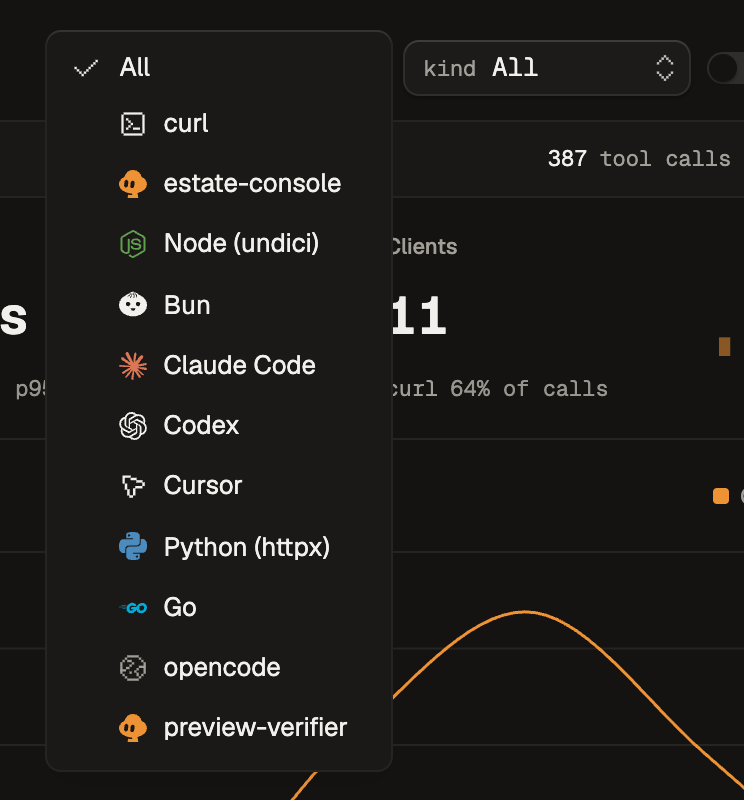 All
kind All
curl
387 tool calls
estate-console
Node (undici)
Clients
Bun
s
11
Claude Code
p95
curl 64% of calls
Codex
Cursor
Python (httpx)
GO Go
opencode
preview-verifier